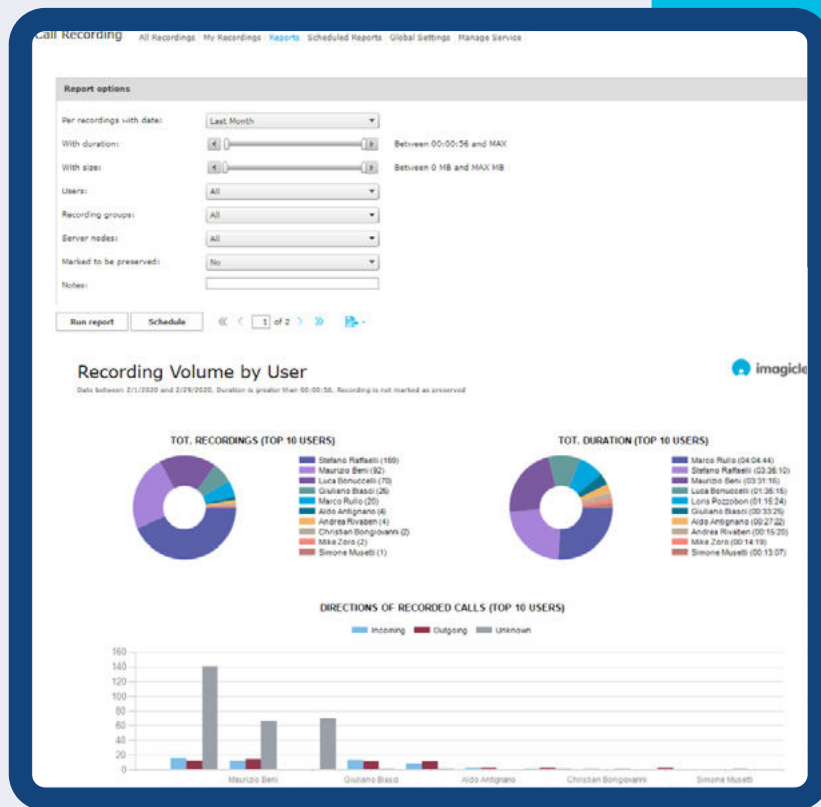 Call Recording All Recordings My Recordings Reports Scheduled Reports Global Settings Manage Service
Report options
Per recordings with date: Last Month
With duration: Between 00:00:56 and MAX
With size: Between 0 MB and MAX MB
Users: All
Recording groups: All
Server nodes: All
Marked to be preserved: No
Notes:
Run report Schedule 1 of 2
Recording Volume by User
imagicle
Date between 2/1/2020 and 2/29/2020. Duration is greater than 00:00:56. Recording is not marked as preserved
TOT. RECORDINGS (TOP 10 USERS)
Stefano Raffaelli (169)
Maurizio Beni (92)
Luca Bonuccelli (70)
Giuliano Biasci (26)
Marco Rullo (20)
Aldo Antignano (4)
Andrea Rivaben (4)
Christian Bongiovanni (2)
Mike Zoro (2)
Simone Musetti (1)
TOT. DURATION (TOP 10 USERS)
Marco Rullo (04:04:44)
Stefano Raffaelli (03:36:10)
Maurizio Beni (03:31:16)
Luca Bonuccelli (01:35:15)
Loris Pozzobon (01:15:24)
Giuliano Biasci (00:33:25)
Aldo Antignano (00:27:22)
Andrea Rivaben (00:15:20)
Mike Zoro (00:14:19)
Simone Musetti (00:13:07)
DIRECTIONS OF RECORDED CALLS (TOP 10 USERS)
Incoming Outgoing Unknown
160
140
120
100
80
60
40
20
0
Maurizio Beni Giuliano Biasci Aldo Antignano Christian Bongiovanni Simone Musetti